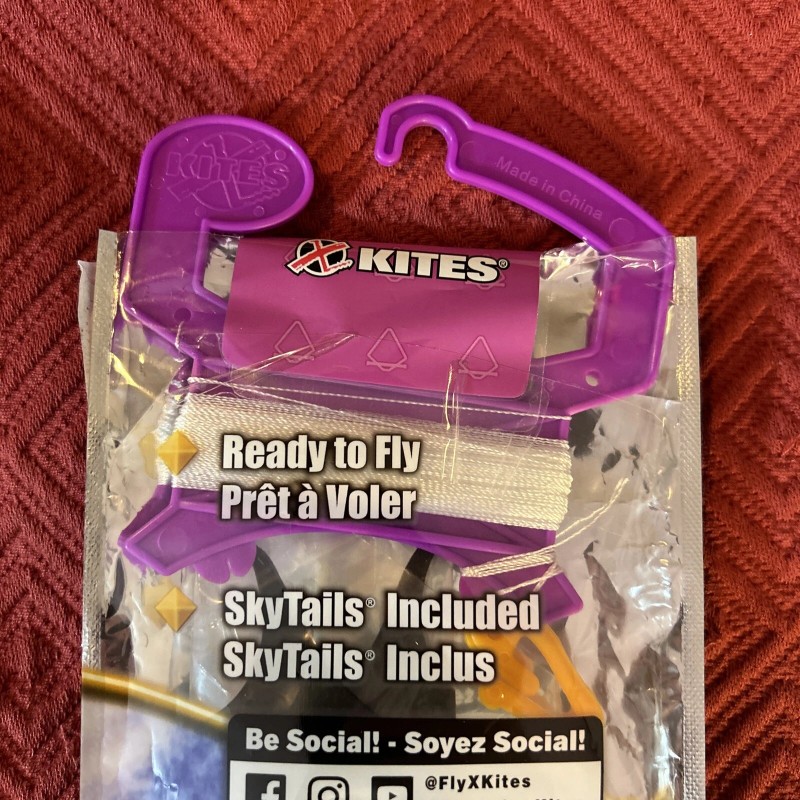 KITES
Made in China
X KITES®
Ready to Fly
Prêt à Voler
SkyTails® Included
SkyTails® Inclus
Be Social! - Soyez Social!
@FlyXKites